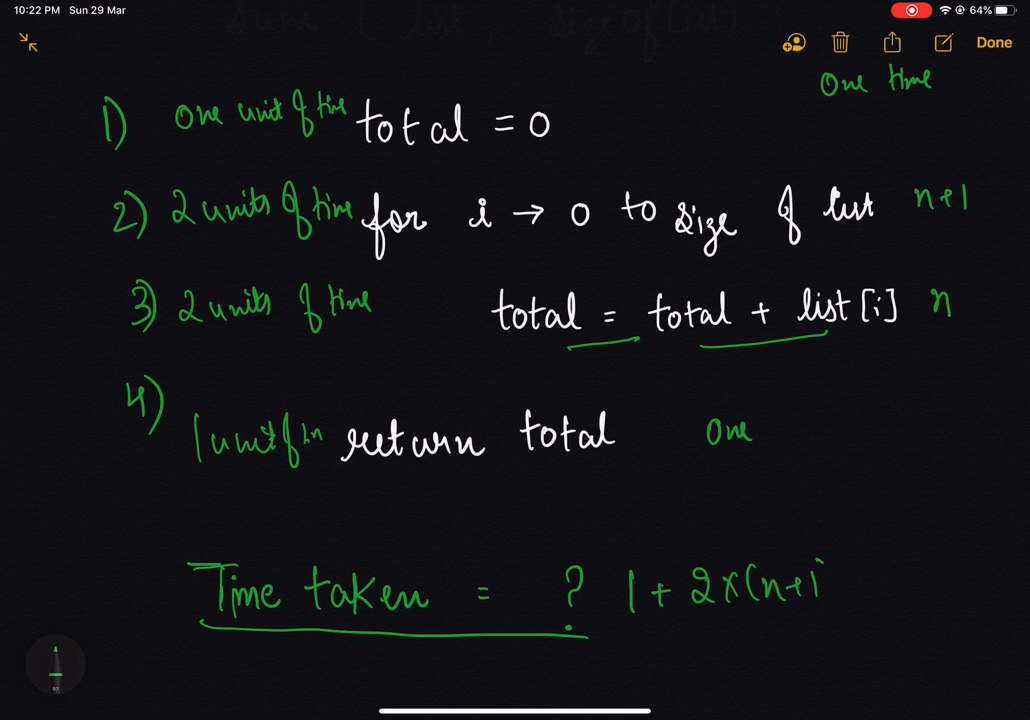 10:22 PM Sun 29 Mar 64%
Done
One time
1) One unit of time total = 0
2) 2 units of time for i → 0 to size of list n+1
3) 2 units of time total = total + list[i] n
4) 1 unit of return total One
Time taken = ? 1 + 2x(n+1